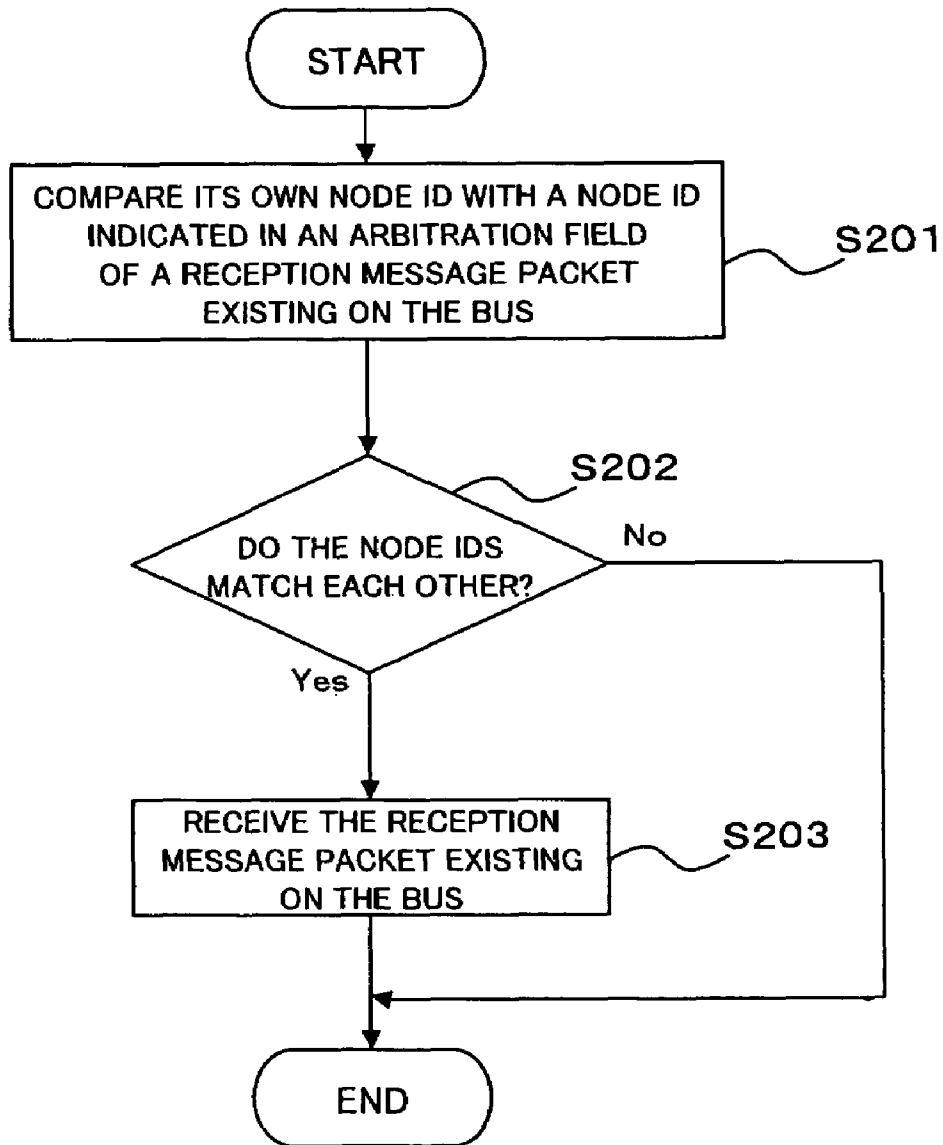 START
COMPARE ITS OWN NODE ID WITH A NODE ID
INDICATED IN AN ARBITRATION FIELD
OF A RECEPTION MESSAGE PACKET
EXISTING ON THE BUS
S201
S202
DO THE NODE IDS
MATCH EACH OTHER?
No
Yes
RECEIVE THE RECEPTION
MESSAGE PACKET EXISTING
ON THE BUS
S203
END